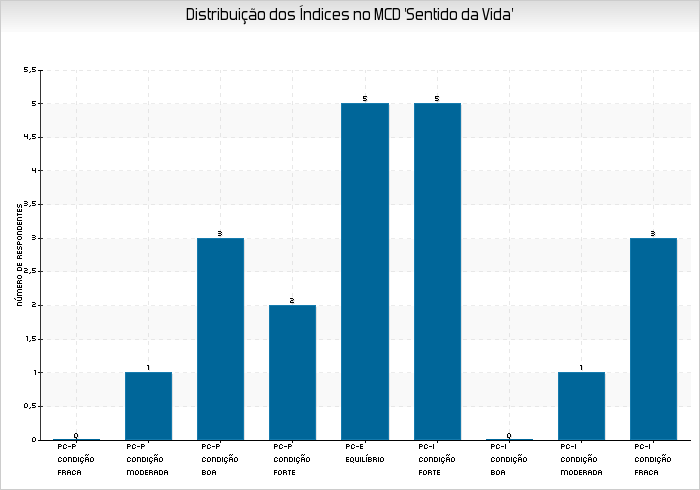 Distribuição dos Índices no MCD 'Sentido da Vida'
NÚMERO DE RESPONDENTES
5,5
5
4,5
4
3,5
3
2,5
2
1,5
1
0,5
0
0
1
3
2
5
5
0
1
3
PC-P CONDIÇÃO FRACA
PC-P CONDIÇÃO MODERADA
PC-P CONDIÇÃO BOA
PC-P CONDIÇÃO FORTE
PC-E EQUILÍBRIO
PC-I CONDIÇÃO FORTE
PC-I CONDIÇÃO BOA
PC-I CONDIÇÃO MODERADA
PC-I CONDIÇÃO FRACA